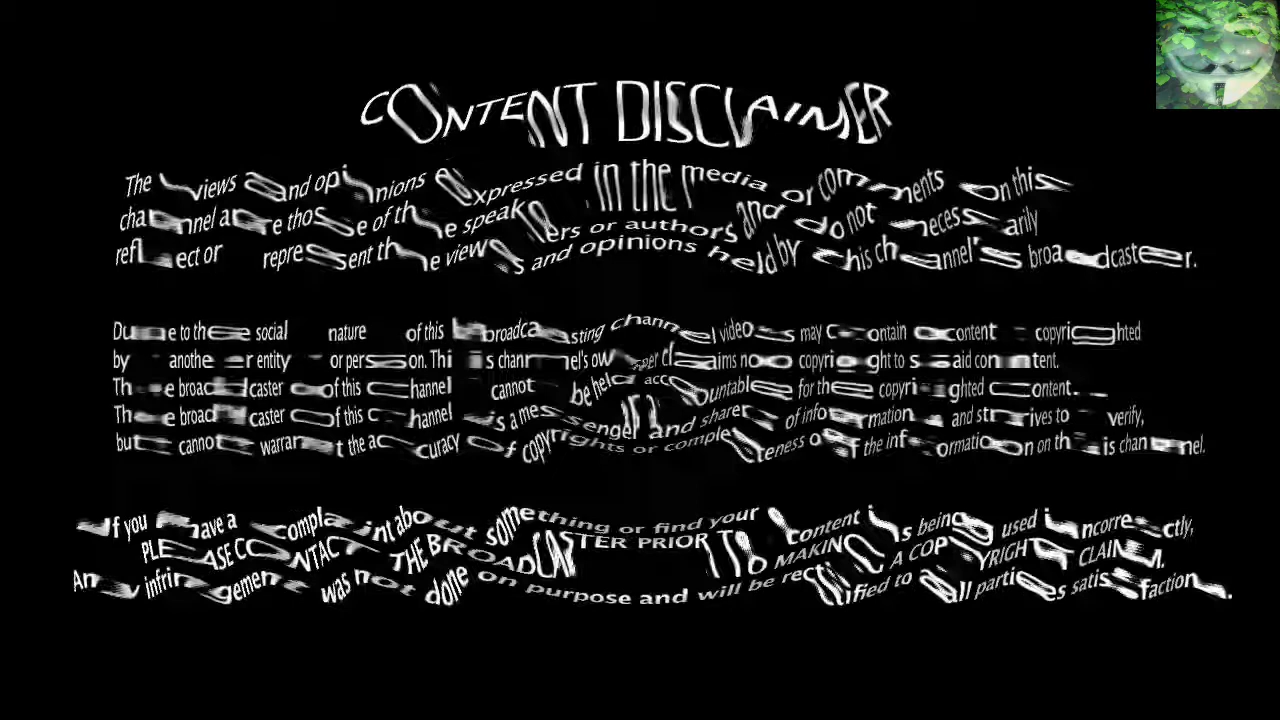 CONTENT DISCLAIMER
The views and opinions expressed in the media or comments on this
channel are those of the speakers or authors and do not necessarily
reflect or represent the views and opinions held by this channel's broadcaster.
Due to the social nature of this broadcasting channel videos may contain content copyrighted
by another entity or person. This channel's owner claims no copyright to said content.
The broadcaster of this channel cannot be held accountable for the copyrighted content.
The broadcaster of this channel is a messenger and sharer of information and strives to verify,
but cannot warrant the accuracy of copyrights or completeness of the information on this channel.
If you have a complaint about something or find your content is being used incorrectly,
PLEASE CONTACT THE BROADCASTER PRIOR TO MAKING A COPYRIGHT CLAIM.
Any infringement was not done on purpose and will be rectified to all parties satisfaction.